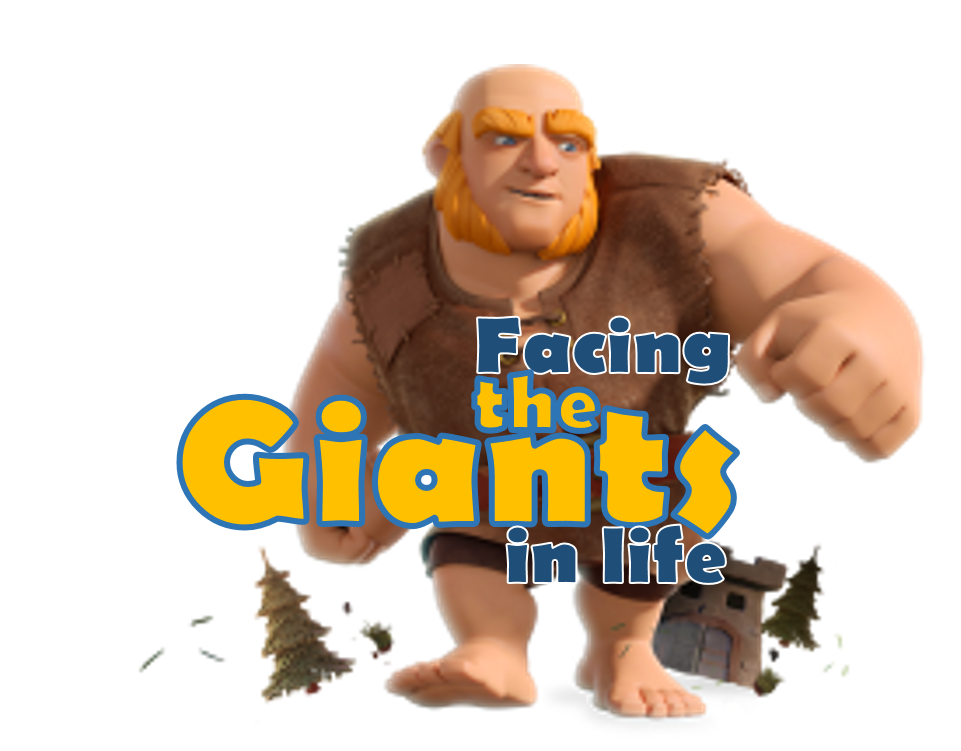 Facing
the
Giants
in life